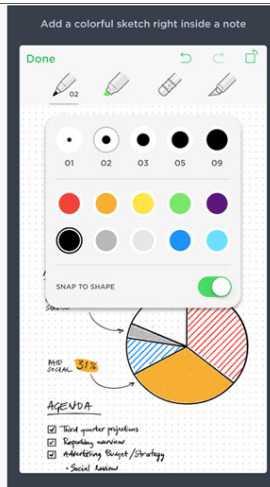 Add a colorful sketch right inside a note
Done
02
01 02 03 05 09
SNAP TO SHAPE
PAID
SOCIAL 31%
AGENDA
Third quarter projections
Reporting overview
Advertising Budget / Strategy
• Social Review